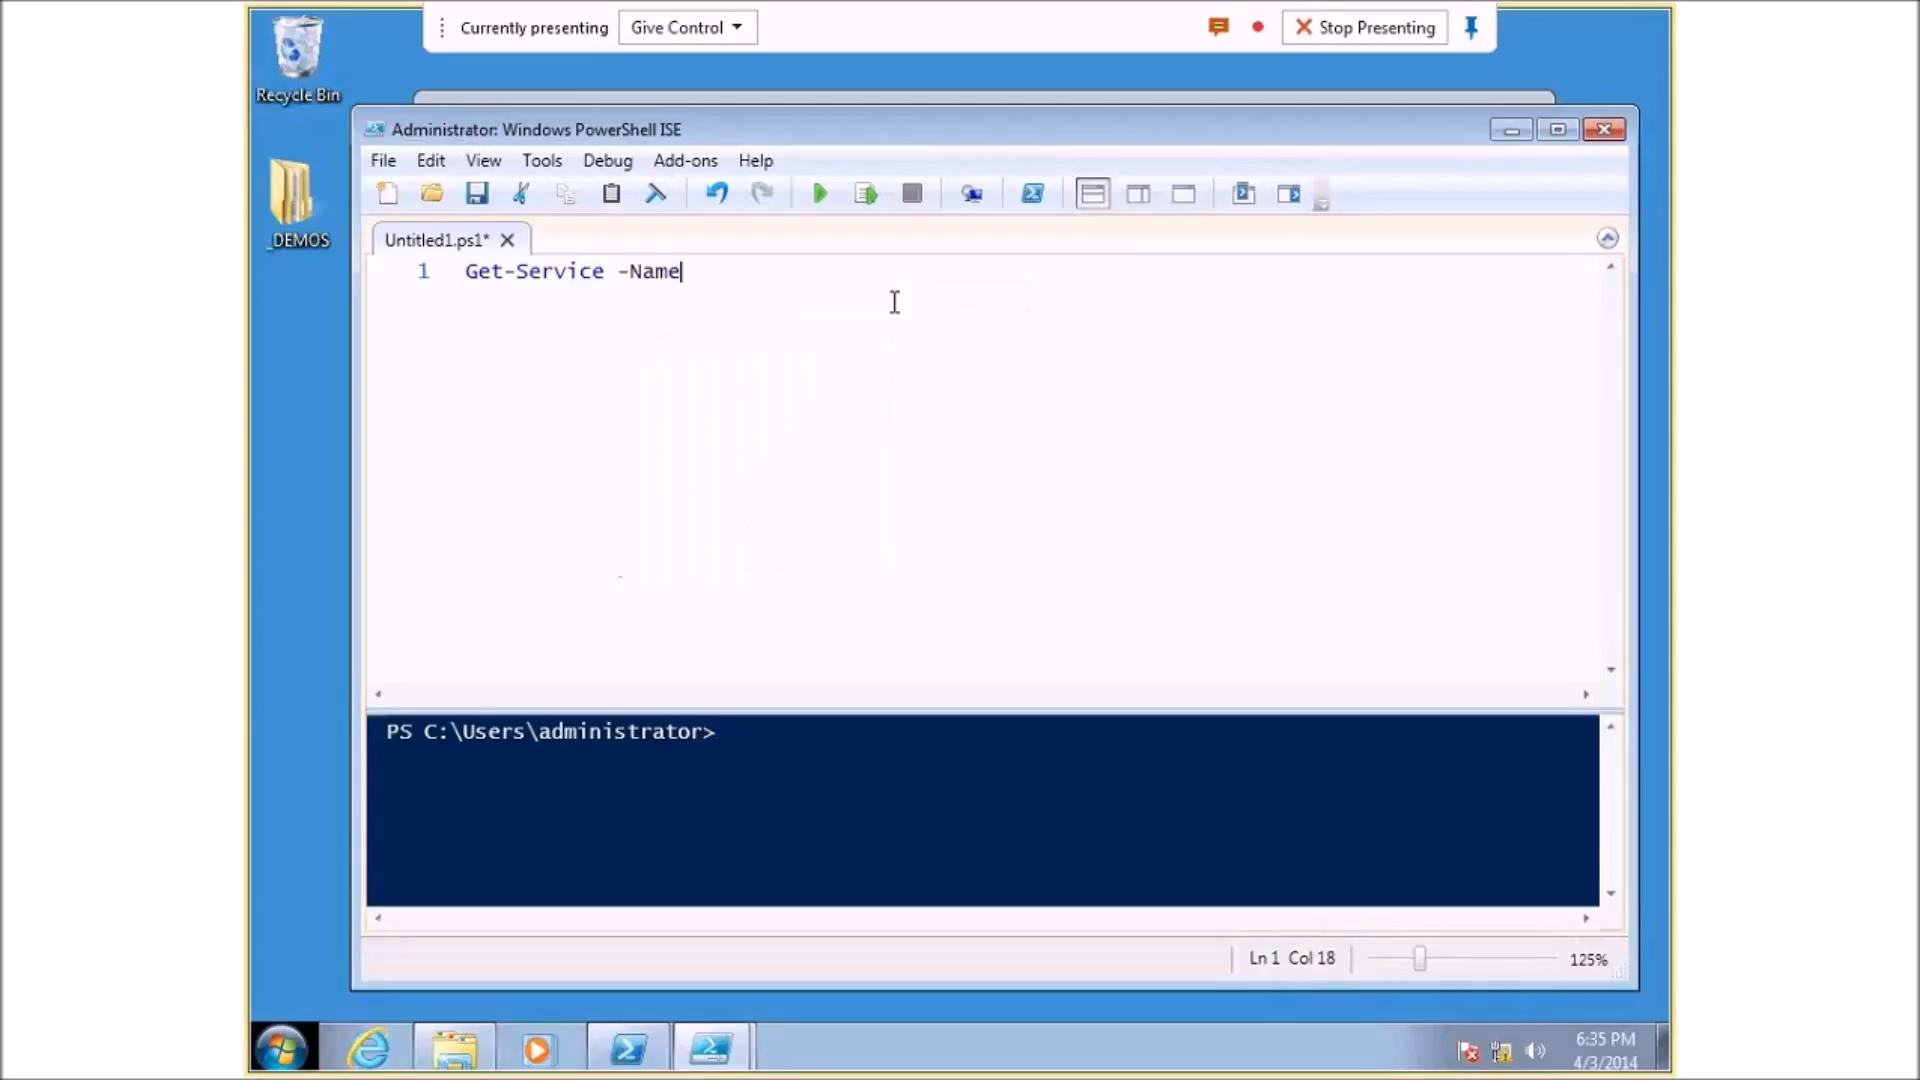 Currently presenting
Give Control
Stop Presenting
Recycle Bin
Administrator: Windows PowerShell ISE
File Edit View Tools Debug Add-ons Help
_DEMOS
Untitled1.ps1*
1 Get-Service -Name
PS C:\Users\administrator>
Ln 1 Col 18
125%
6:35 PM
4/3/2014